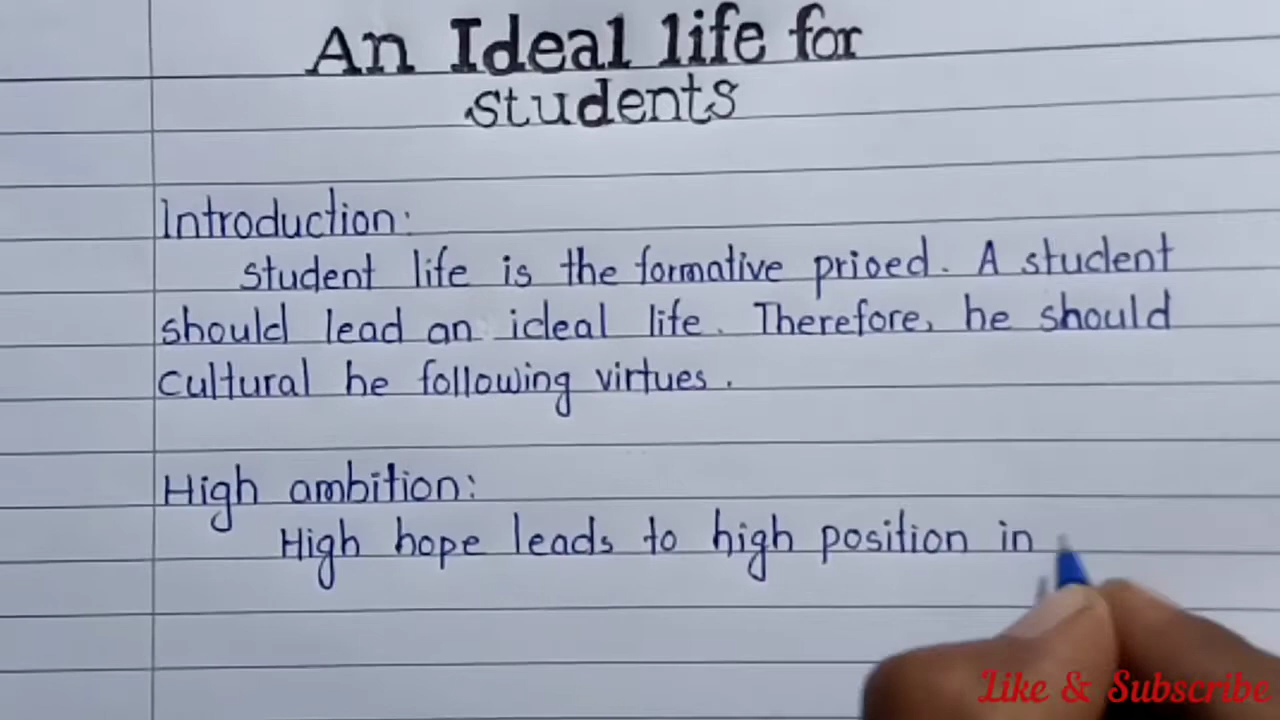 An Ideal life for
students
Introduction:
Student life is the formative prioed. A student
should lead an ideal life. Therefore, he should
Cultural he following virtues.
High ambition:
High hope leads to high position in
Like & Subscribe